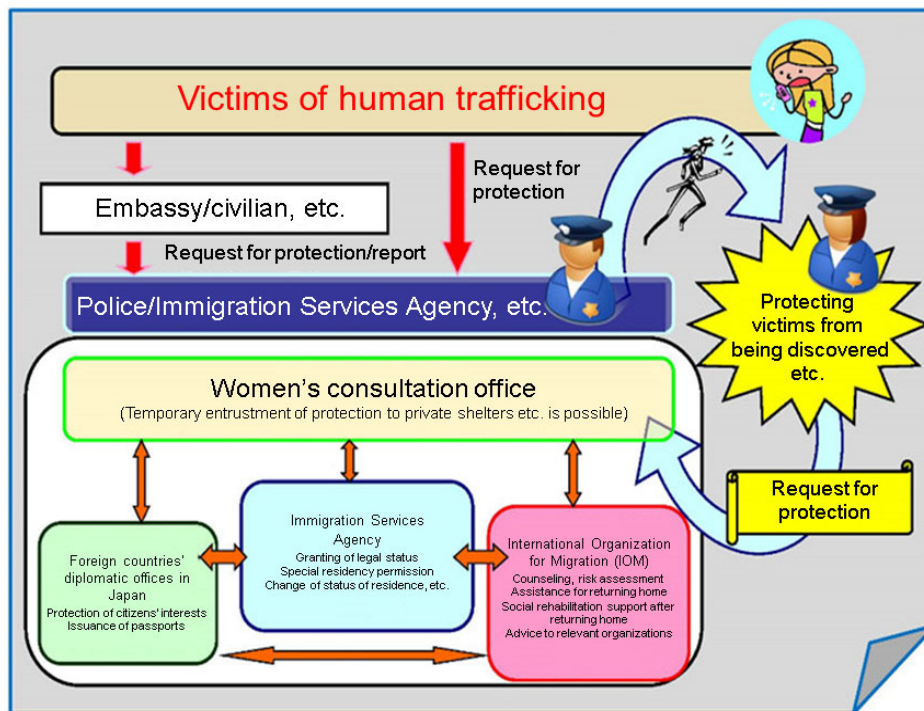 Victims of human trafficking
Request for
protection
Embassy/civilian, etc.
Request for protection/report
Police/Immigration Services Agency, etc.
Protecting
victims from
being discovered
etc.
Women's consultation office
(Temporary entrustment of protection to private shelters etc. is possible)
Request for
protection
Foreign countries'
diplomatic offices in
Japan
Protection of citizens' interests
Issuance of passports
Immigration Services
Agency
Granting of legal status
Special residency permission
Change of status of residence, etc.
International Organization
for Migration (IOM)
Counseling, risk assessment
Assistance for returning home
Social rehabilitation support after
returning home
Advice to relevant organizations